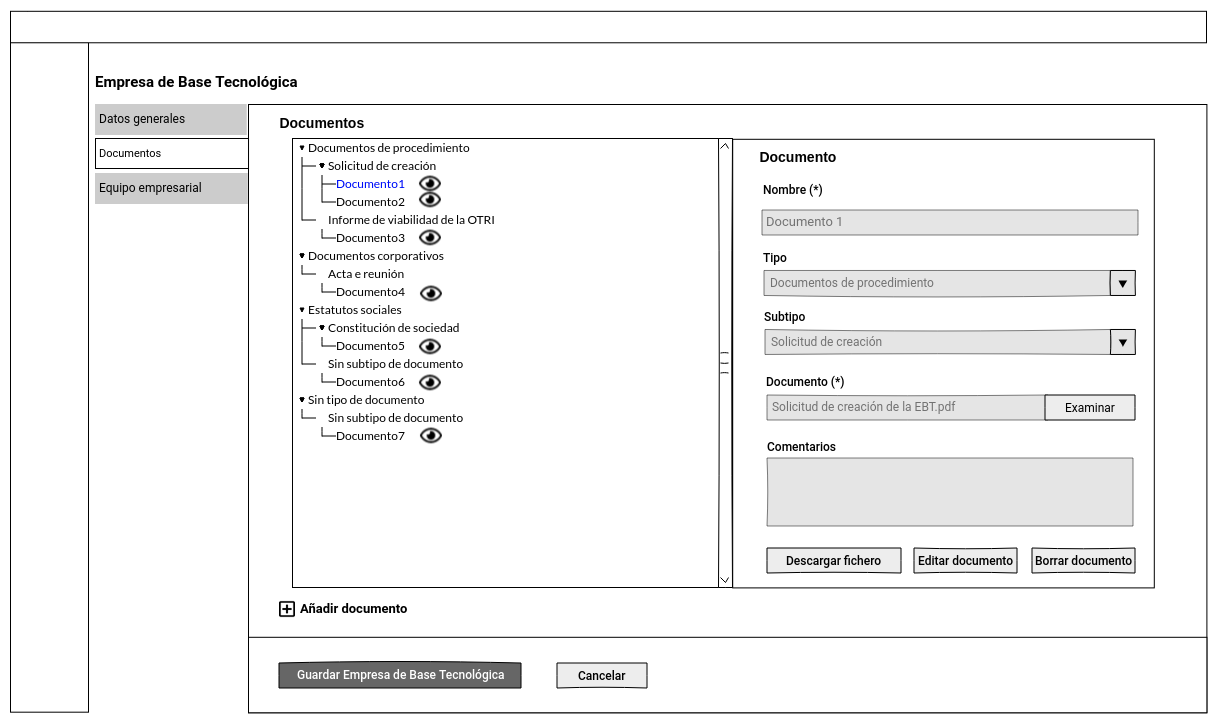 Empresa de Base Tecnológica
Datos generales
Documentos
Equipo empresarial
Documentos
Documentos de procedimiento
Solicitud de creación
Documento1
Documento2
Informe de viabilidad de la OTRI
Documento3
Documentos corporativos
Acta e reunión
Documento4
Estatutos sociales
Constitución de sociedad
Documento5
Sin subtipo de documento
Documento6
Sin tipo de documento
Sin subtipo de documento
Documento7
Añadir documento
Documento
Nombre (*)
Documento 1
Tipo
Documentos de procedimiento
Subtipo
Solicitud de creación
Documento (*)
Solicitud de creación de la EBT.pdf Examinar
Comentarios
Descargar fichero Editar documento Borrar documento
Guardar Empresa de Base Tecnológica Cancelar